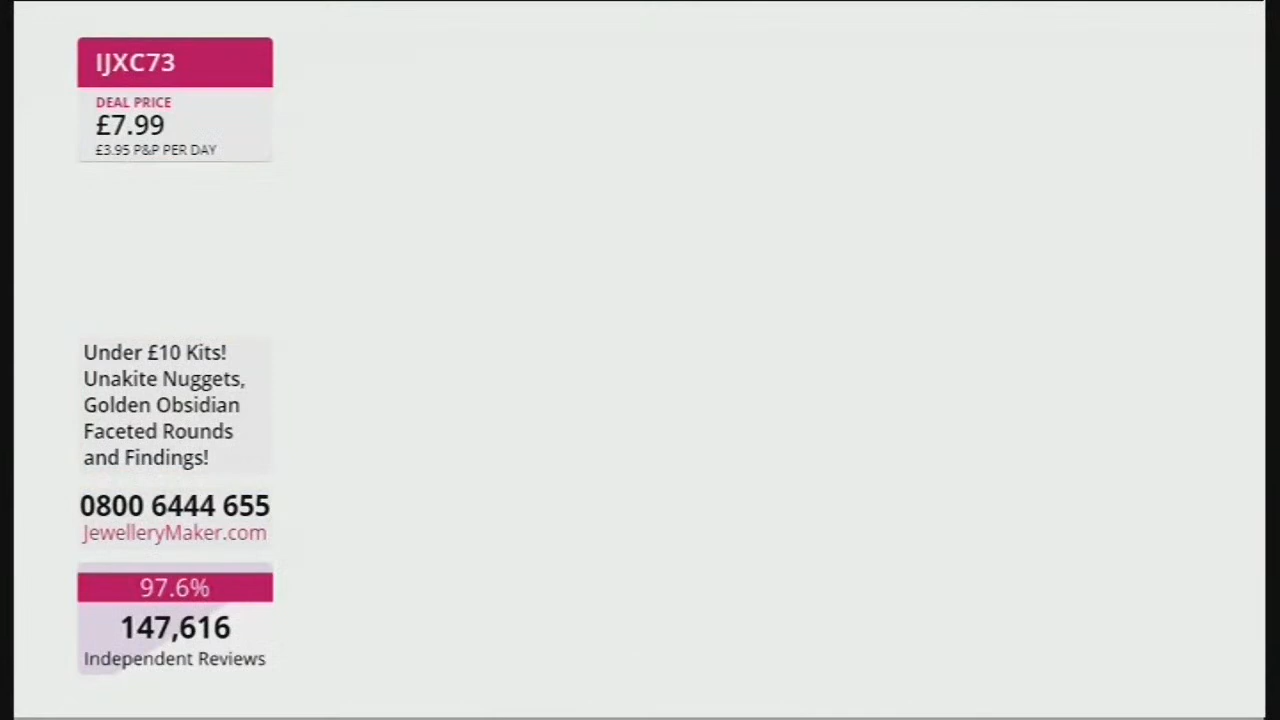 IJXC73
DEAL PRICE
£7.99
£3.95 P&P PER DAY
Under £10 Kits!
Unakite Nuggets,
Golden Obsidian
Faceted Rounds
and Findings!
0800 6444 655
JewelleryMaker.com
97.6%
147,616
Independent Reviews